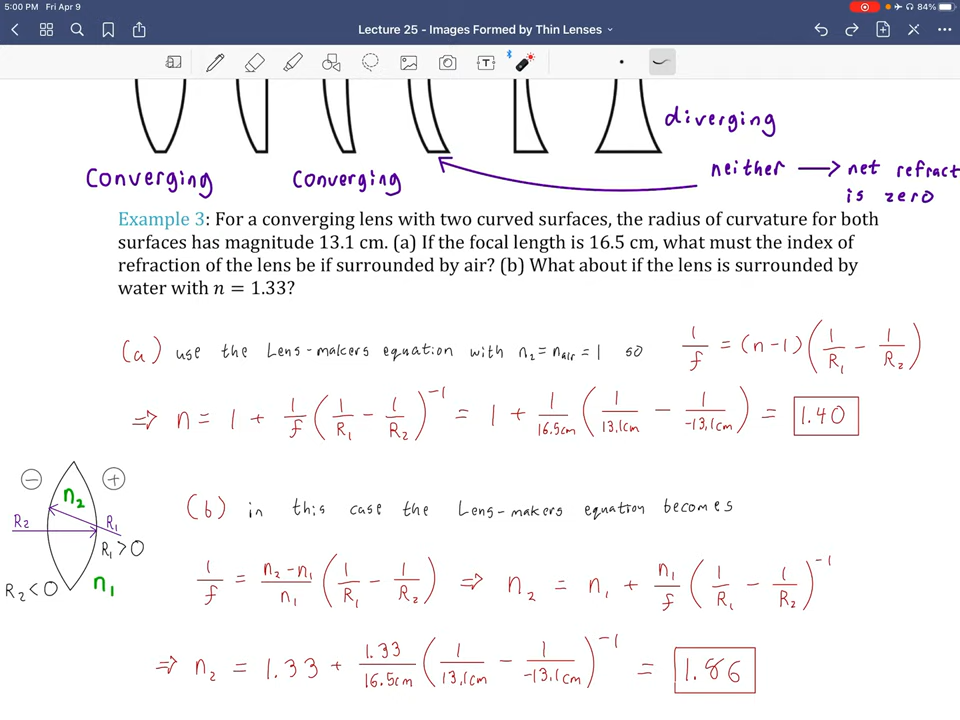 5:00 PM Fri Apr 9
84%
Lecture 25 - Images Formed by Thin Lenses
T
diverging
Converging
Converging
neither → net refract
is zero
Example 3: For a converging lens with two curved surfaces, the radius of curvature for both
surfaces has magnitude 13.1 cm. (a) If the focal length is 16.5 cm, what must the index of
refraction of the lens be if surrounded by air? (b) What about if the lens is surrounded by
water with n = 1.33?
(a) use the Lens-makers equation with n₂ = n_air = 1 so 1/f = (n-1)(1/R₁ - 1/R₂)
⇒ n = 1 + 1/f (1/R₁ - 1/R₂)^-1 = 1 + 1/16.5cm (1/13.1cm - 1/-13.1cm) = 1.40
(b) in this case the Lens-makers equation becomes
1/f = (n₂-n₁)/n₁ (1/R₁ - 1/R₂) ⇒ n₂ = n₁ + n₁/f (1/R₁ - 1/R₂)^-1
⇒ n₂ = 1.33 + 1.33/16.5cm (1/13.1cm - 1/-13.1cm)^-1 = 1.86
− +
n₂
R₂ R₁
R₁ > 0
R₂ < 0 n₁